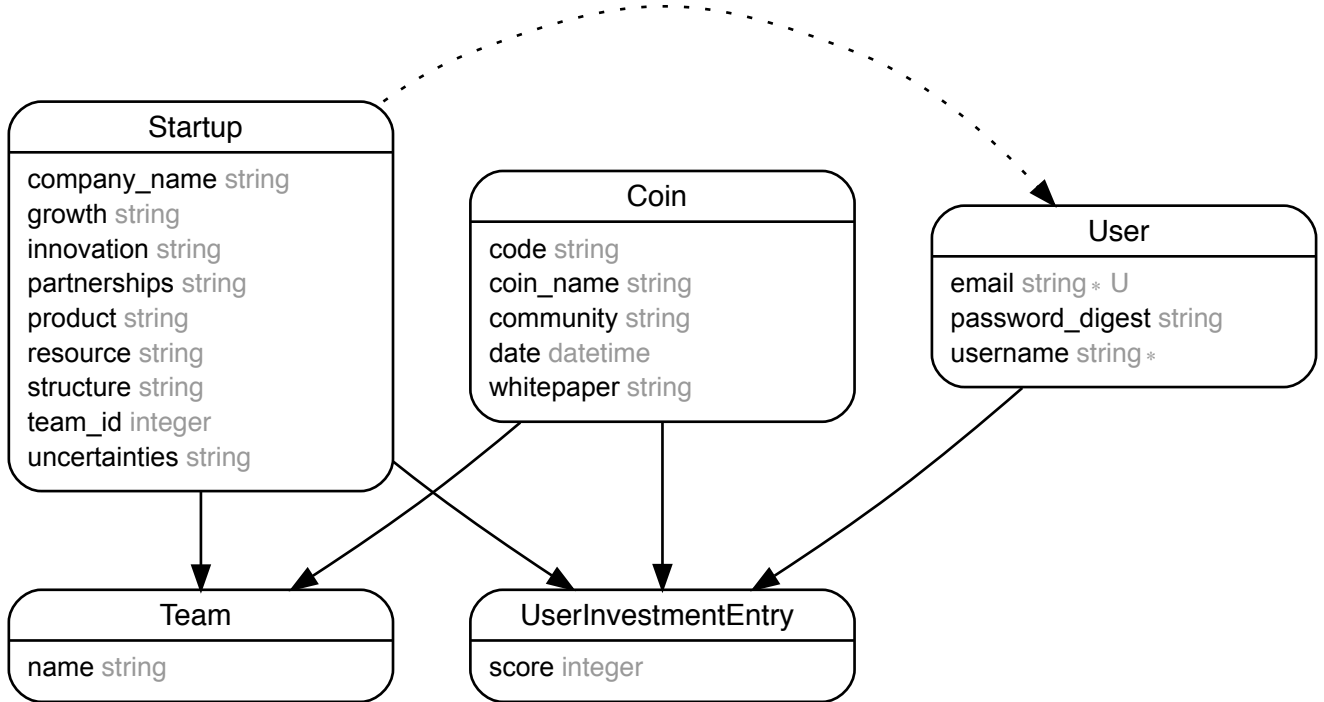 Startup
company_name string
growth string
innovation string
partnerships string
product string
resource string
structure string
team_id integer
uncertainties string
Coin
code string
coin_name string
community string
date datetime
whitepaper string
User
email string∗ U
password_digest string
username string∗
Team
name string
UserInvestmentEntry
score integer